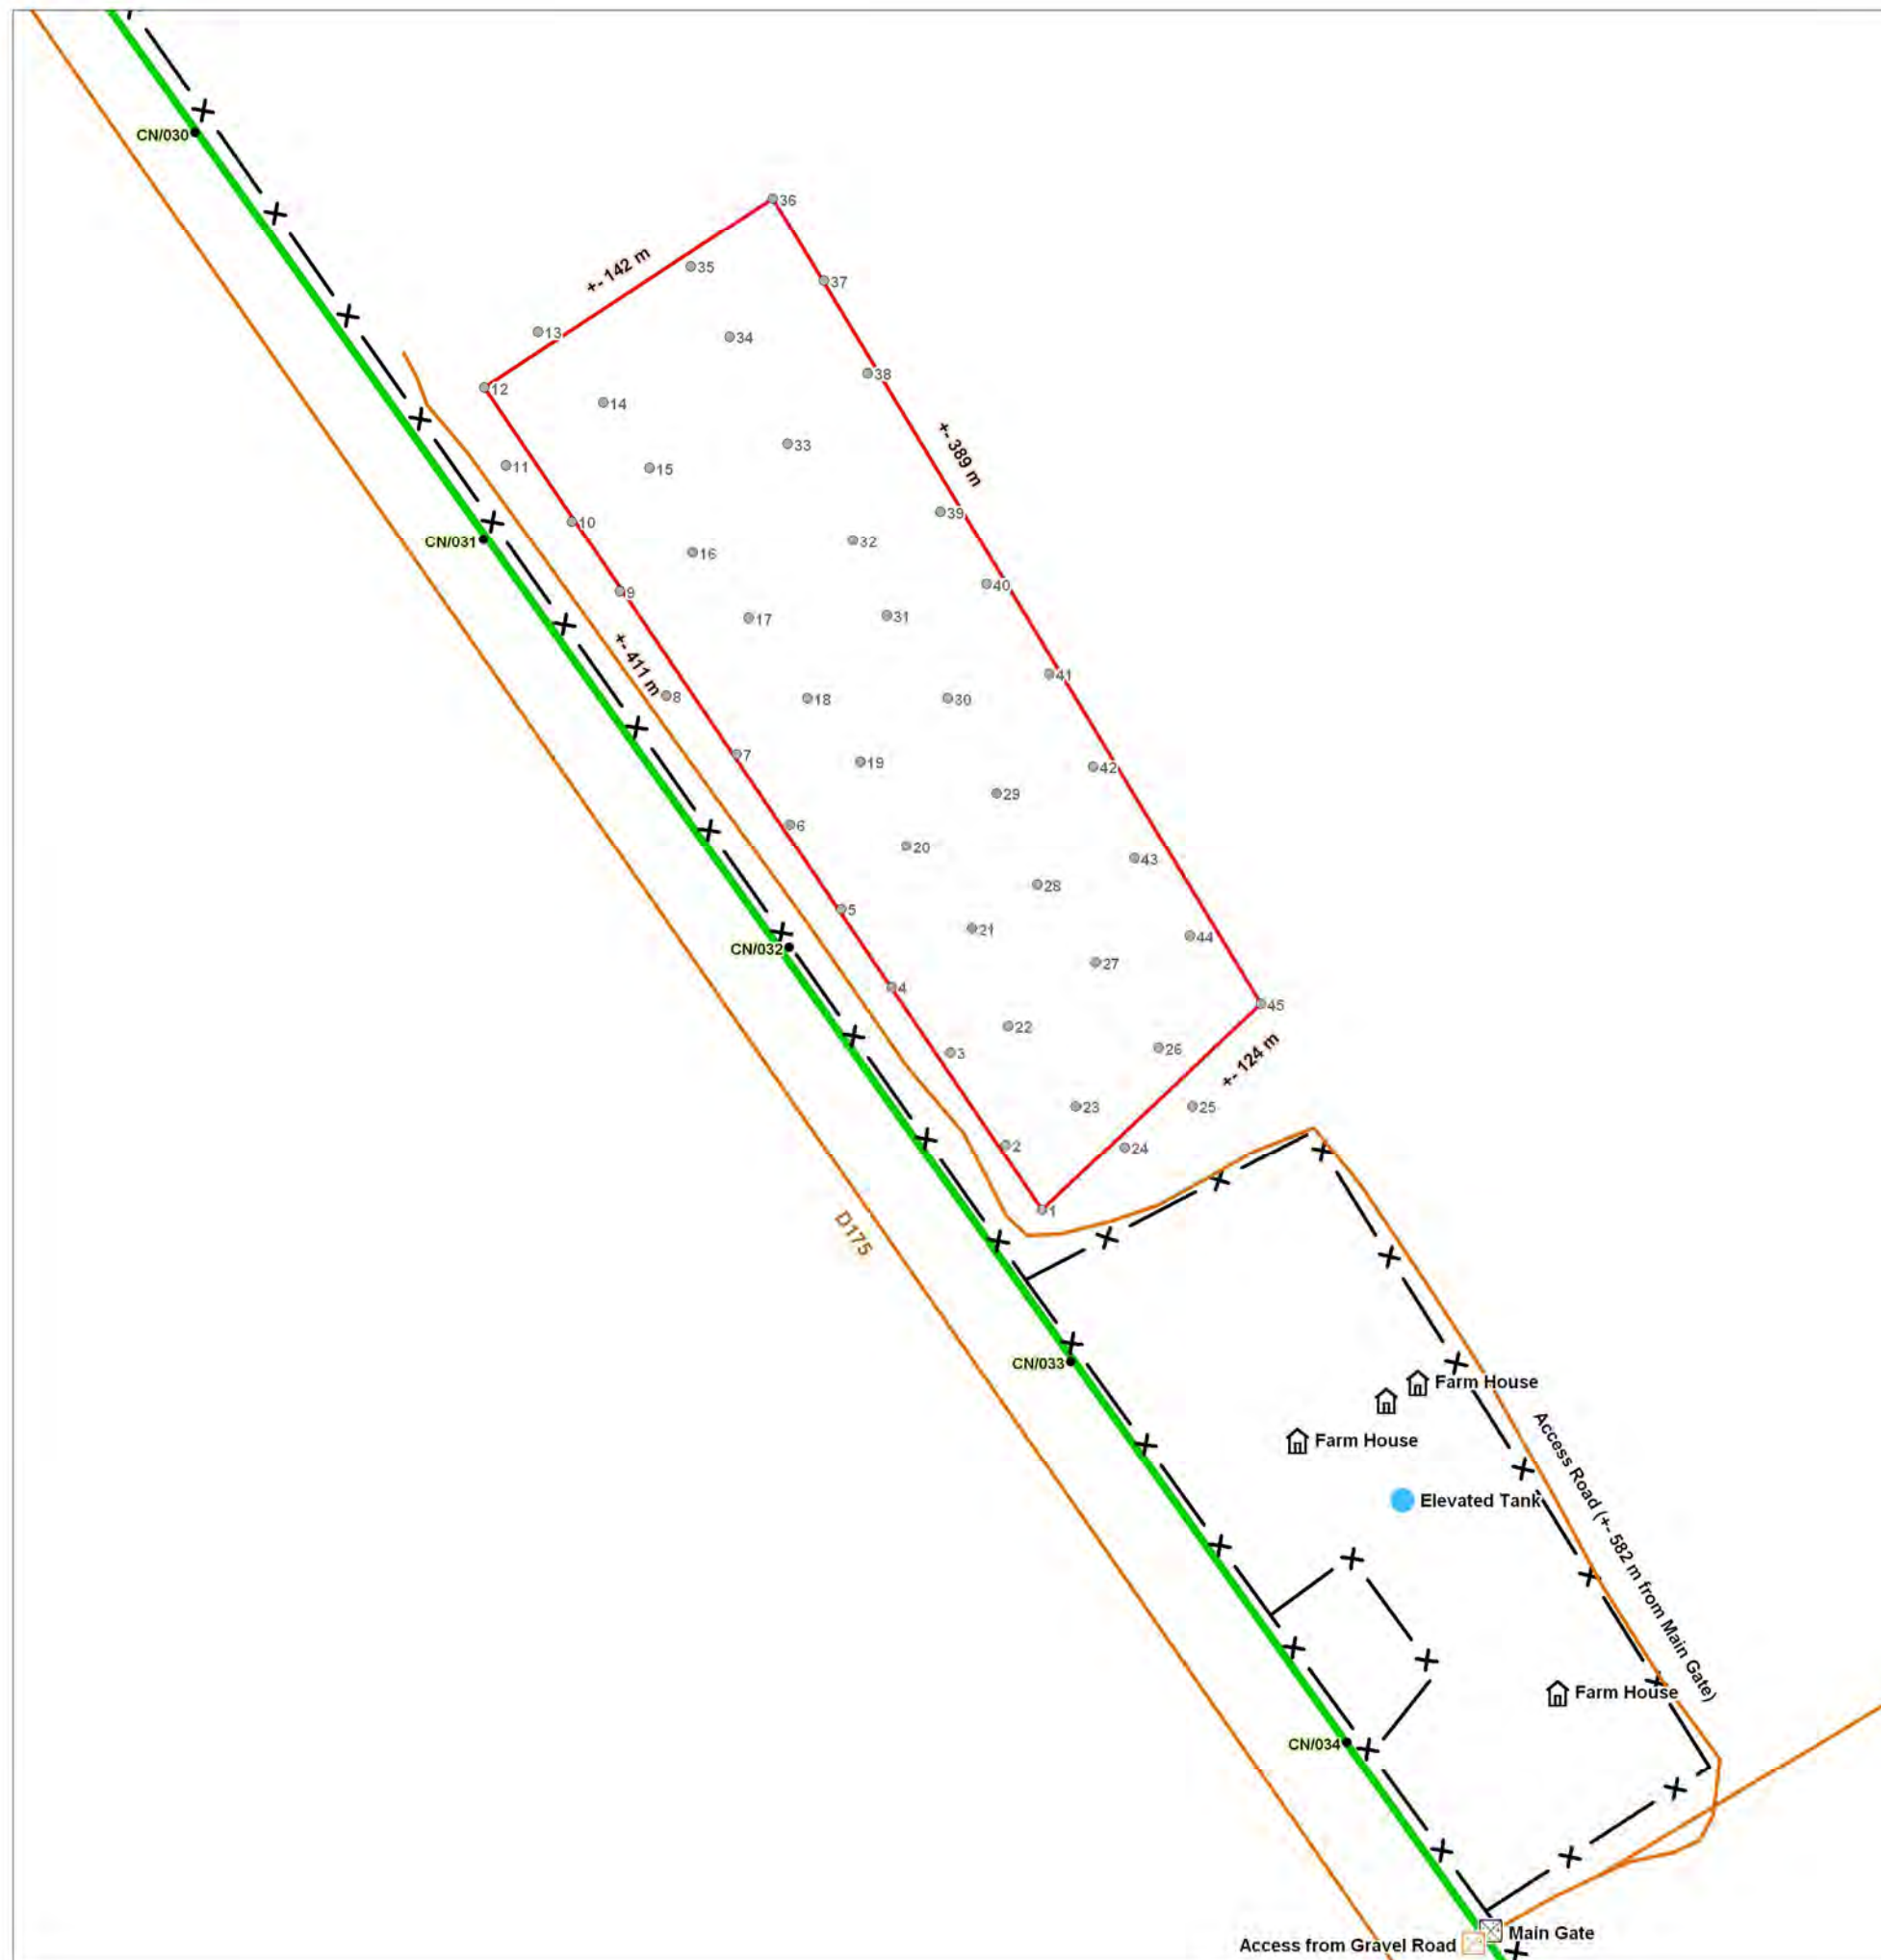 CN/030
36
+- 142 m
35
37
13
34
38
12
14
33
+- 389 m
11
15
39
10
CN/031
32
16
40
9
31
17
+- 411 m
41
8
18
30
7
19
42
29
6
20
43
28
5
21
44
CN/032
27
4
45
22
26
3
+- 124 m
23
25
2
24
1
D175
CN/033
Farm House
Farm House
Access Road (+- 582 m from Main Gate)
Elevated Tank
Farm House
CN/034
Main Gate
Access from Gravel Road